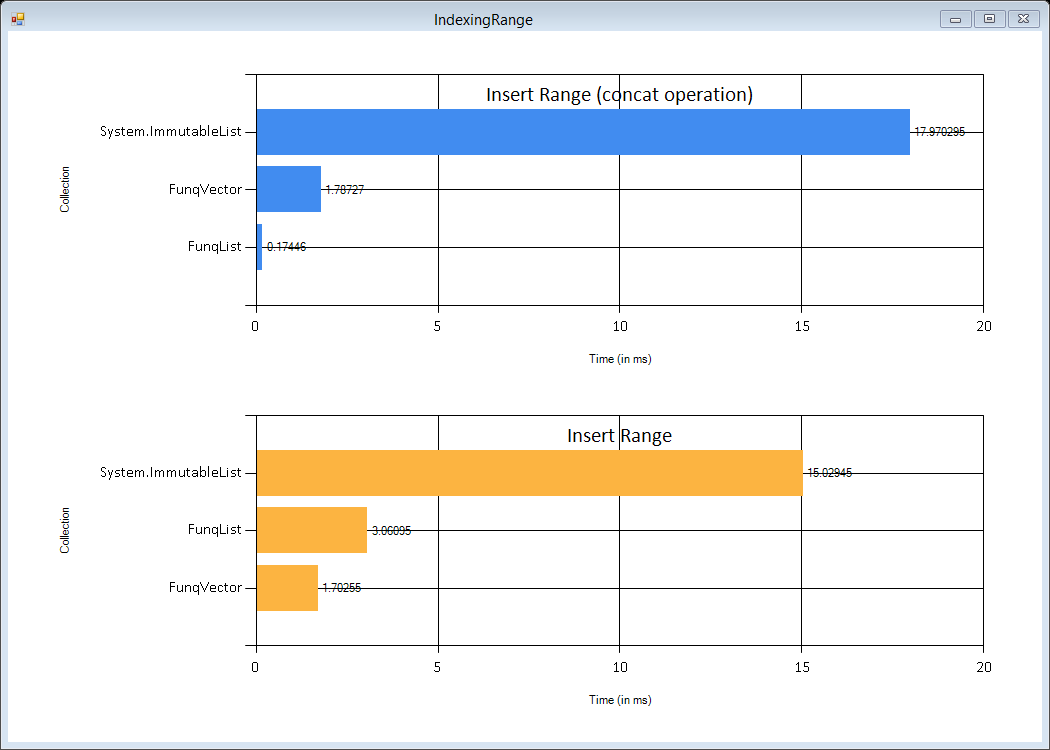 IndexingRange
Insert Range (concat operation)
System.ImmutableList
17.970295
FunqVector
1.78727
FunqList
0.17446
Collection
0 5 10 15 20
Time (in ms)
Insert Range
System.ImmutableList
15.02945
FunqList
3.06095
FunqVector
1.70255
Collection
0 5 10 15 20
Time (in ms)